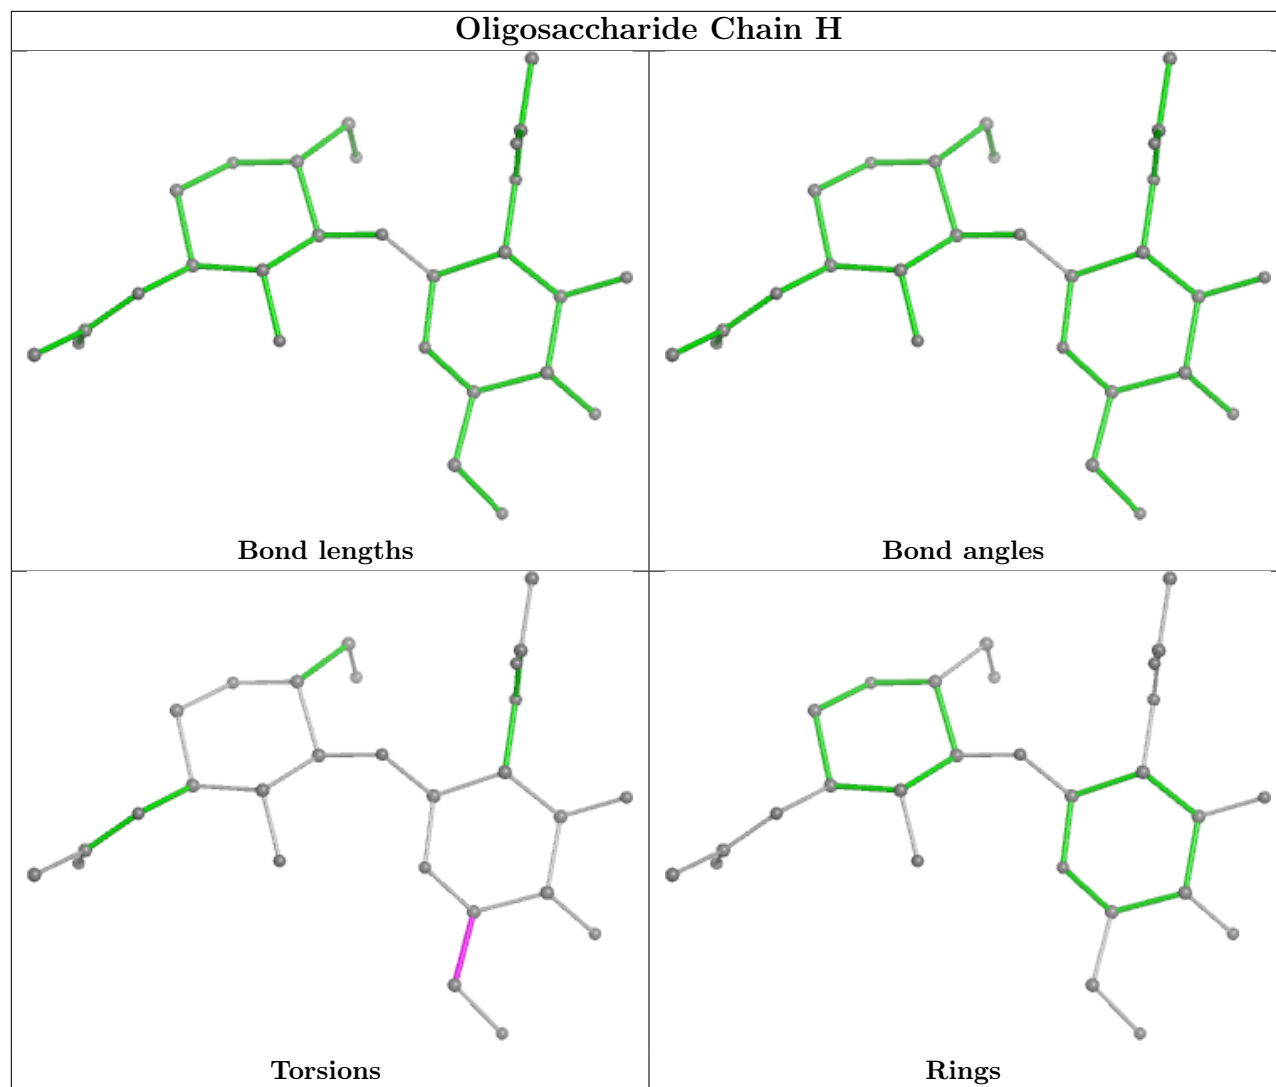 Oligosaccharide Chain H
Bond lengths
Bond angles
Torsions
Rings